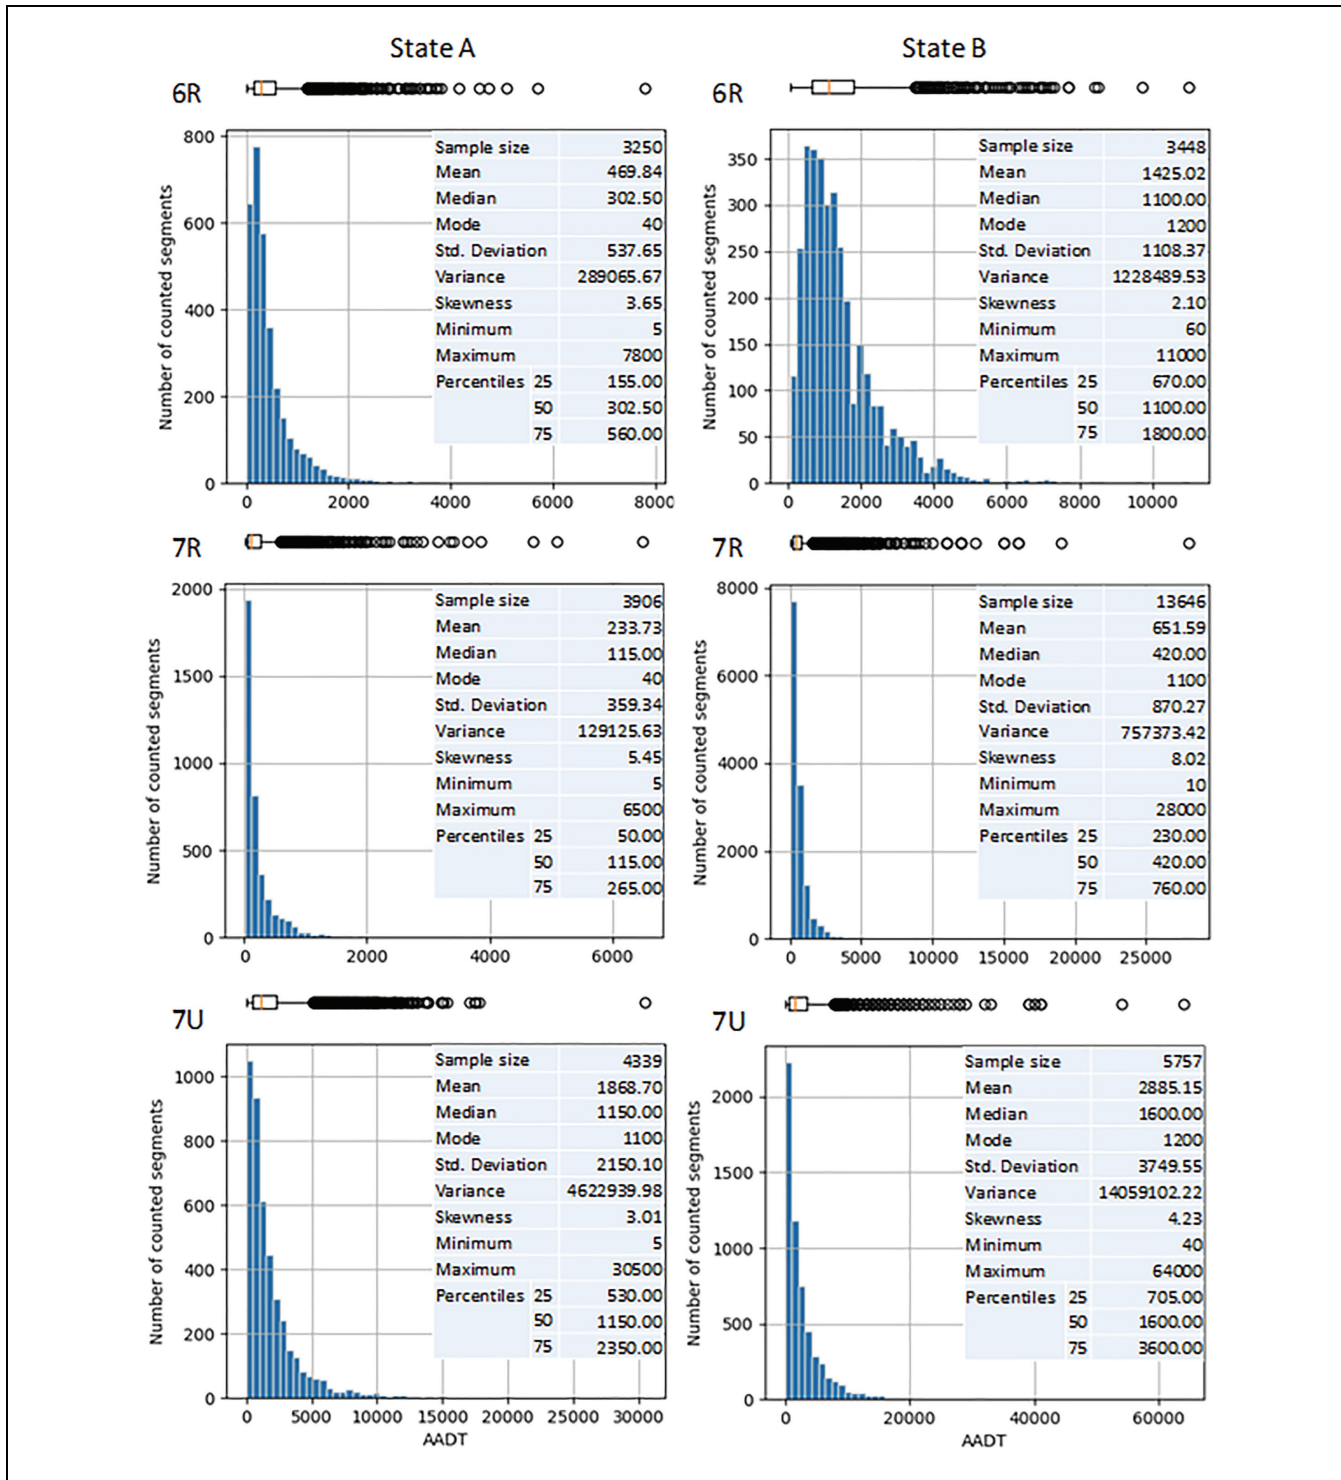 State A
State B
6R
800
600
400
200
0
Number of counted segments
Sample size 3250
Mean 469.84
Median 302.50
Mode 40
Std. Deviation 537.65
Variance 289065.67
Skewness 3.65
Minimum 5
Maximum 7800
Percentiles 25 155.00
50 302.50
75 560.00
0 2000 4000 6000 8000
6R
350
300
250
200
150
100
50
0
Number of counted segments
Sample size 3448
Mean 1425.02
Median 1100.00
Mode 1200
Std. Deviation 1108.37
Variance 1228489.53
Skewness 2.10
Minimum 60
Maximum 11000
Percentiles 25 670.00
50 1100.00
75 1800.00
0 2000 4000 6000 8000 10000
7R
2000
1500
1000
500
0
Number of counted segments
Sample size 3906
Mean 233.73
Median 115.00
Mode 40
Std. Deviation 359.34
Variance 129125.63
Skewness 5.45
Minimum 5
Maximum 6500
Percentiles 25 50.00
50 115.00
75 265.00
0 2000 4000 6000
7R
8000
6000
4000
2000
0
Number of counted segments
Sample size 13646
Mean 651.59
Median 420.00
Mode 1100
Std. Deviation 870.27
Variance 757373.42
Skewness 8.02
Minimum 10
Maximum 28000
Percentiles 25 230.00
50 420.00
75 760.00
0 5000 10000 15000 20000 25000
7U
1000
800
600
400
200
0
Number of counted segments
Sample size 4339
Mean 1868.70
Median 1150.00
Mode 1100
Std. Deviation 2150.10
Variance 4622939.98
Skewness 3.01
Minimum 5
Maximum 30500
Percentiles 25 530.00
50 1150.00
75 2350.00
0 5000 10000 15000 20000 25000 30000
AADT
7U
2000
1500
1000
500
0
Number of counted segments
Sample size 5757
Mean 2885.15
Median 1600.00
Mode 1200
Std. Deviation 3749.55
Variance 14059102.22
Skewness 4.23
Minimum 40
Maximum 64000
Percentiles 25 705.00
50 1600.00
75 3600.00
0 20000 40000 60000
AADT